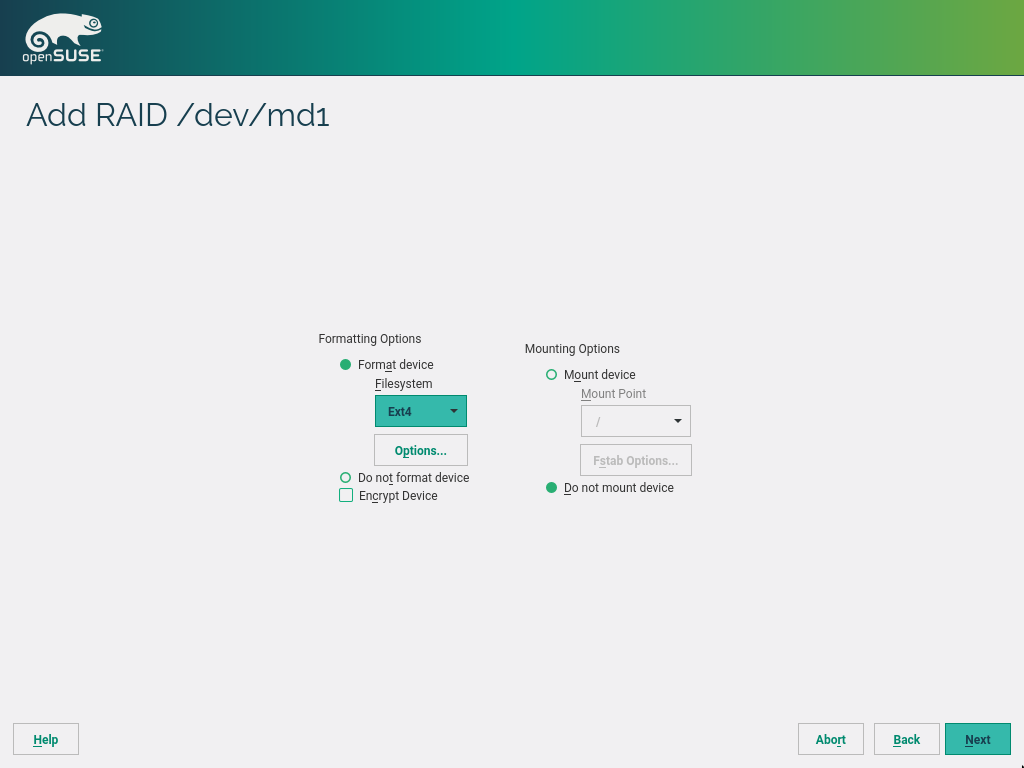 openSUSE
Add RAID /dev/md1
Formatting Options
Format device
Filesystem
Ext4
Options...
Do not format device
Encrypt Device
Mounting Options
Mount device
Mount Point
/
Fstab Options...
Do not mount device
Help
Abort
Back
Next